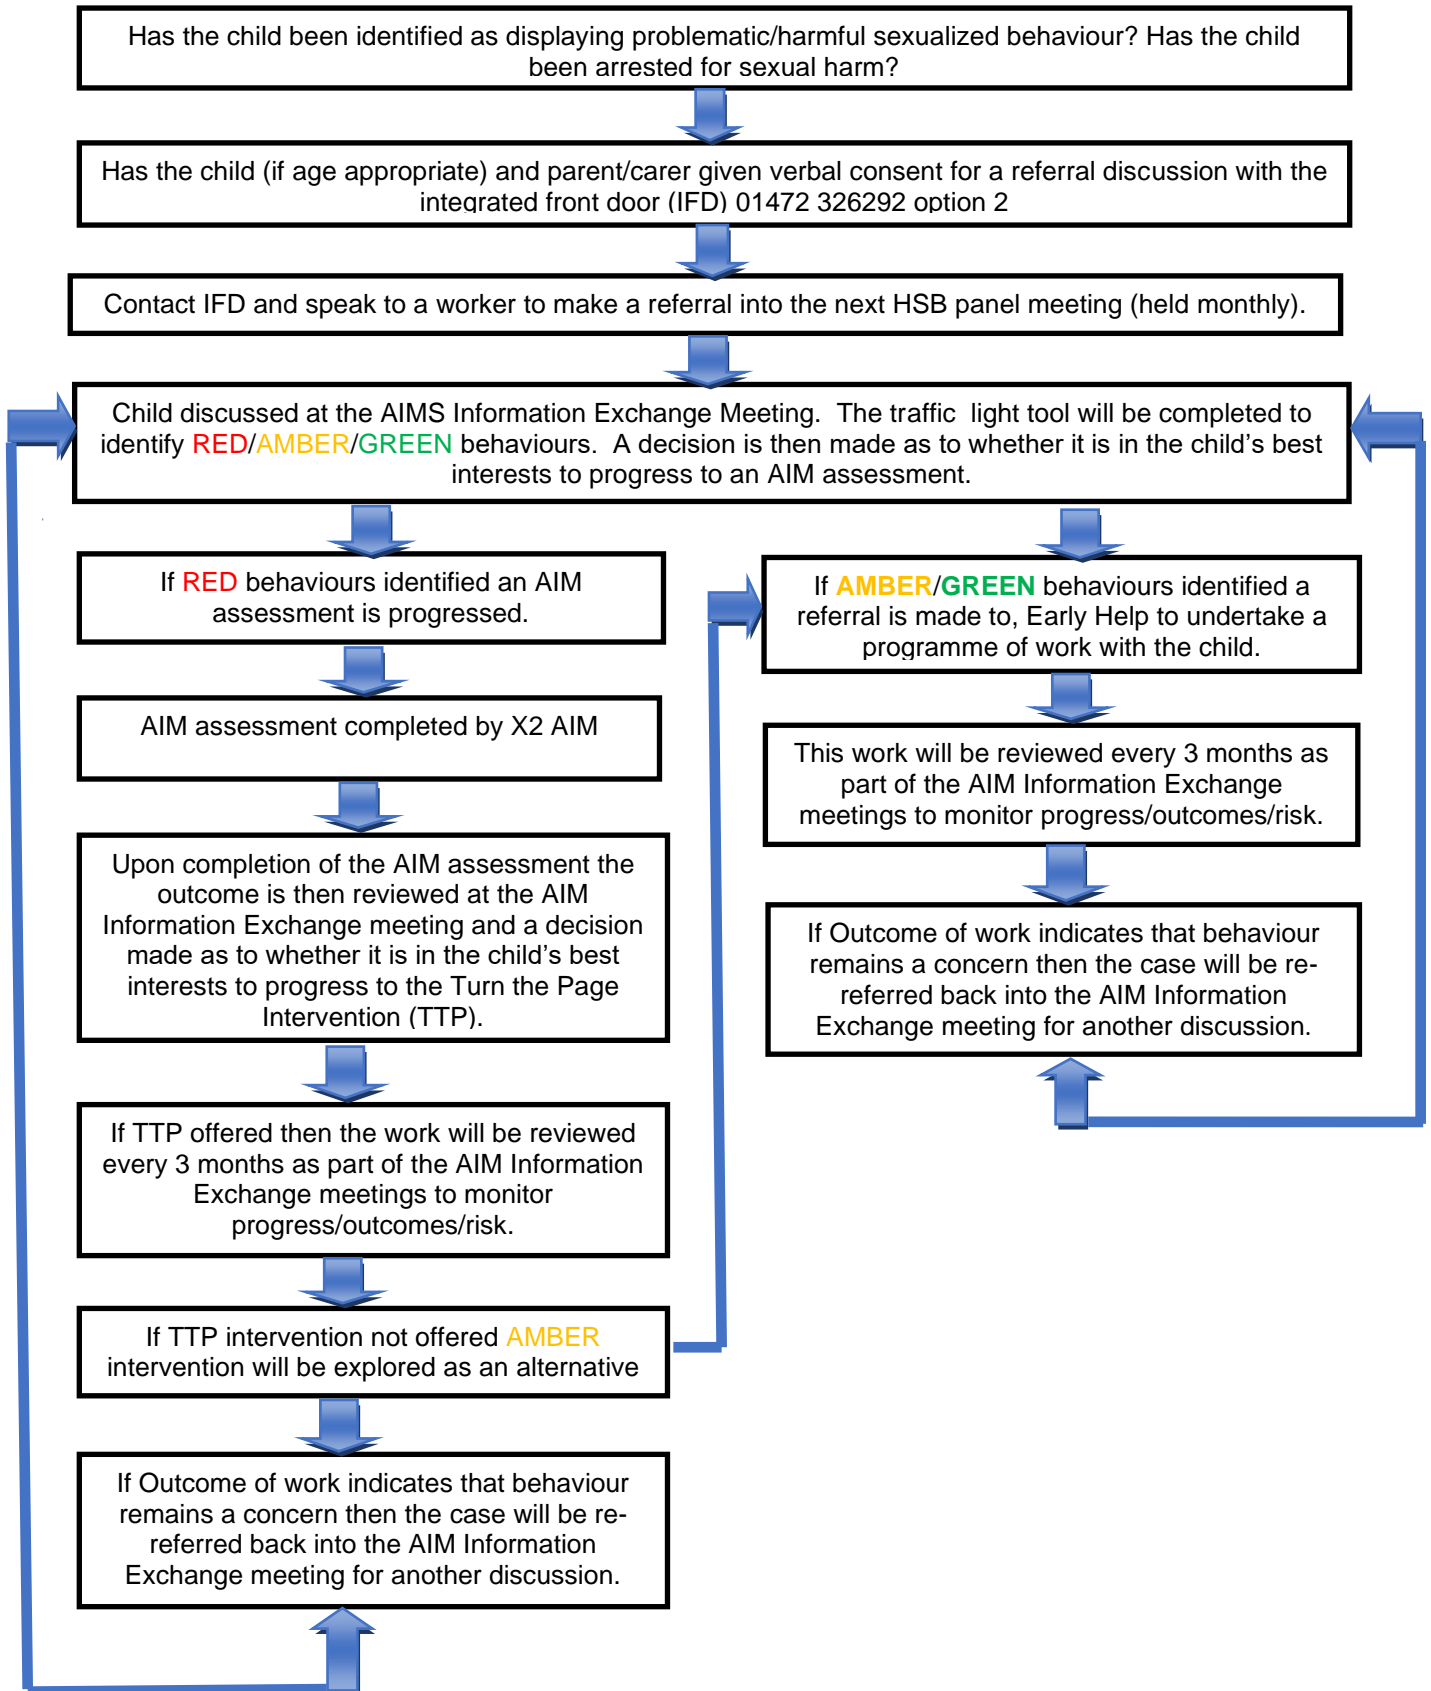 Has the child been identified as displaying problematic/harmful sexualized behaviour? Has the child
been arrested for sexual harm?
Has the child (if age appropriate) and parent/carer given verbal consent for a referral discussion with the
integrated front door (IFD) 01472 326292 option 2
Contact IFD and speak to a worker to make a referral into the next HSB panel meeting (held monthly).
Child discussed at the AIMS Information Exchange Meeting. The traffic light tool will be completed to
identify RED/AMBER/GREEN behaviours. A decision is then made as to whether it is in the child's best
interests to progress to an AIM assessment.
If RED behaviours identified an AIM
assessment is progressed.
AIM assessment completed by X2 AIM
Upon completion of the AIM assessment the
outcome is then reviewed at the AIM
Information Exchange meeting and a decision
made as to whether it is in the child's best
interests to progress to the Turn the Page
Intervention (TTP).
If TTP offered then the work will be reviewed
every 3 months as part of the AIM Information
Exchange meetings to monitor
progress/outcomes/risk.
If TTP intervention not offered AMBER
intervention will be explored as an alternative
If Outcome of work indicates that behaviour
remains a concern then the case will be re-
referred back into the AIM Information
Exchange meeting for another discussion.
If AMBER/GREEN behaviours identified a
referral is made to, Early Help to undertake a
programme of work with the child.
This work will be reviewed every 3 months as
part of the AIM Information Exchange
meetings to monitor progress/outcomes/risk.
If Outcome of work indicates that behaviour
remains a concern then the case will be re-
referred back into the AIM Information
Exchange meeting for another discussion.